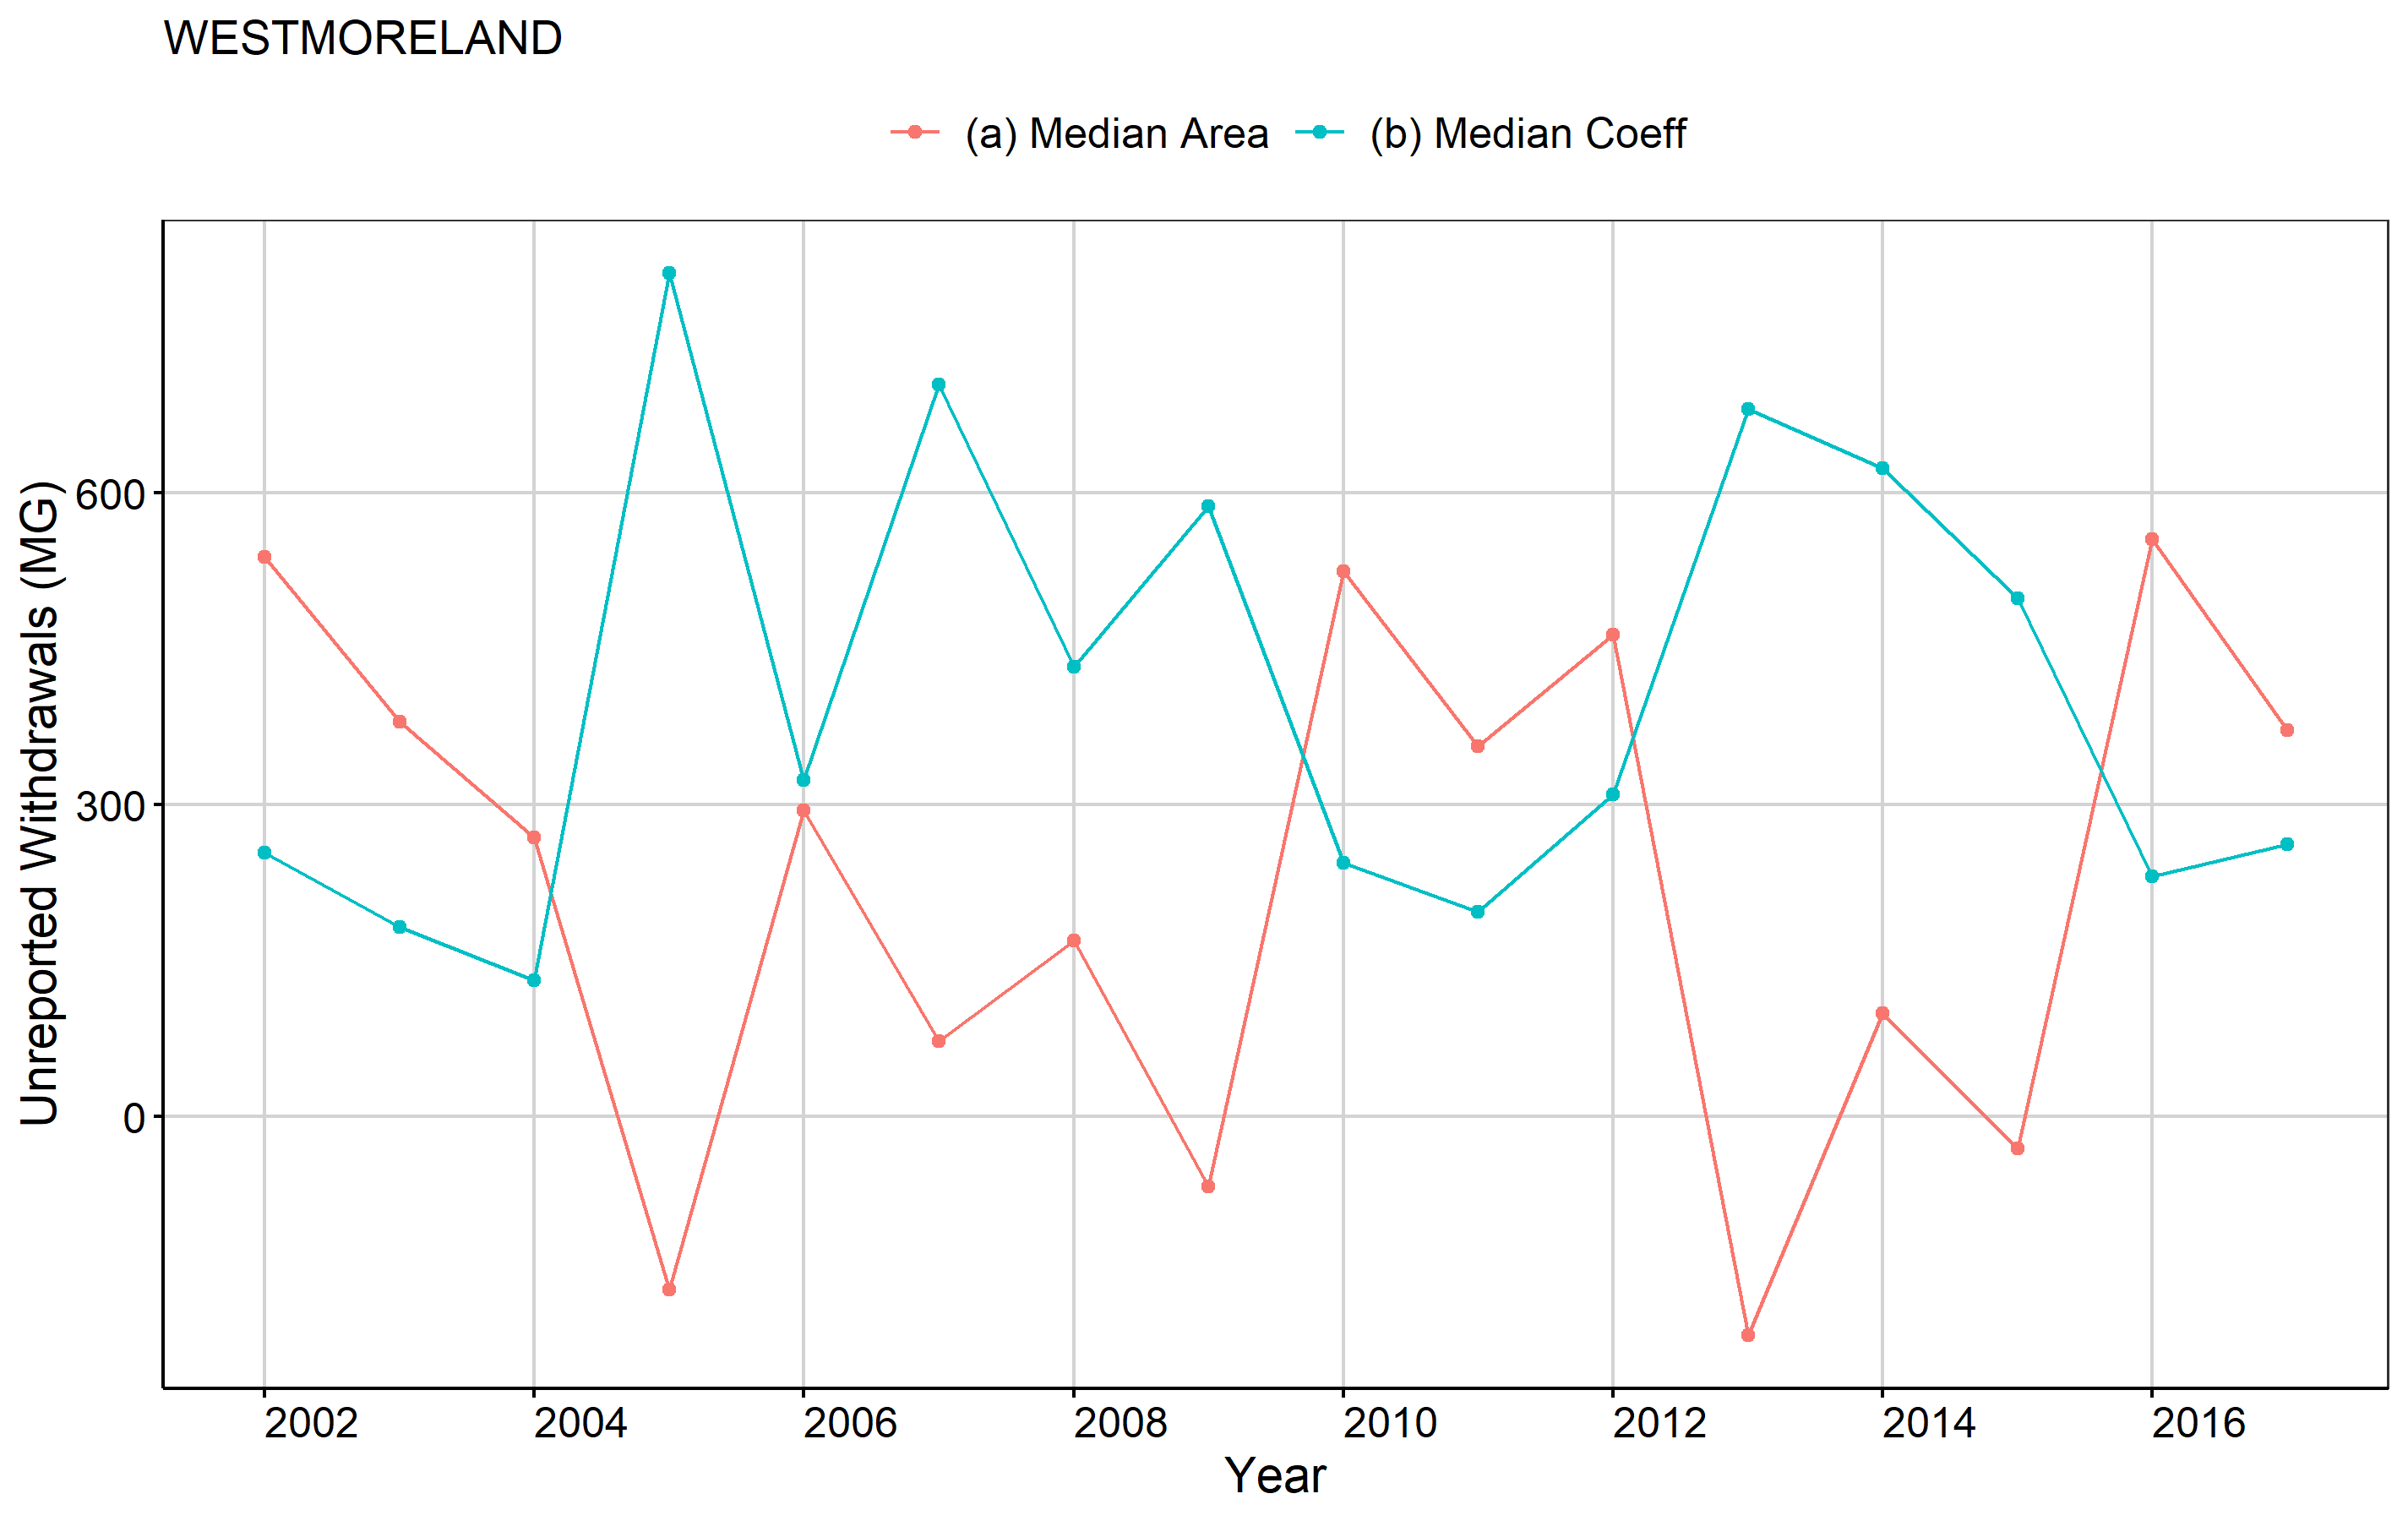 WESTMORELAND
(a) Median Area (b) Median Coeff
Unreported Withdrawals (MG)
600
300
0
2002 2004 2006 2008 2010 2012 2014 2016
Year